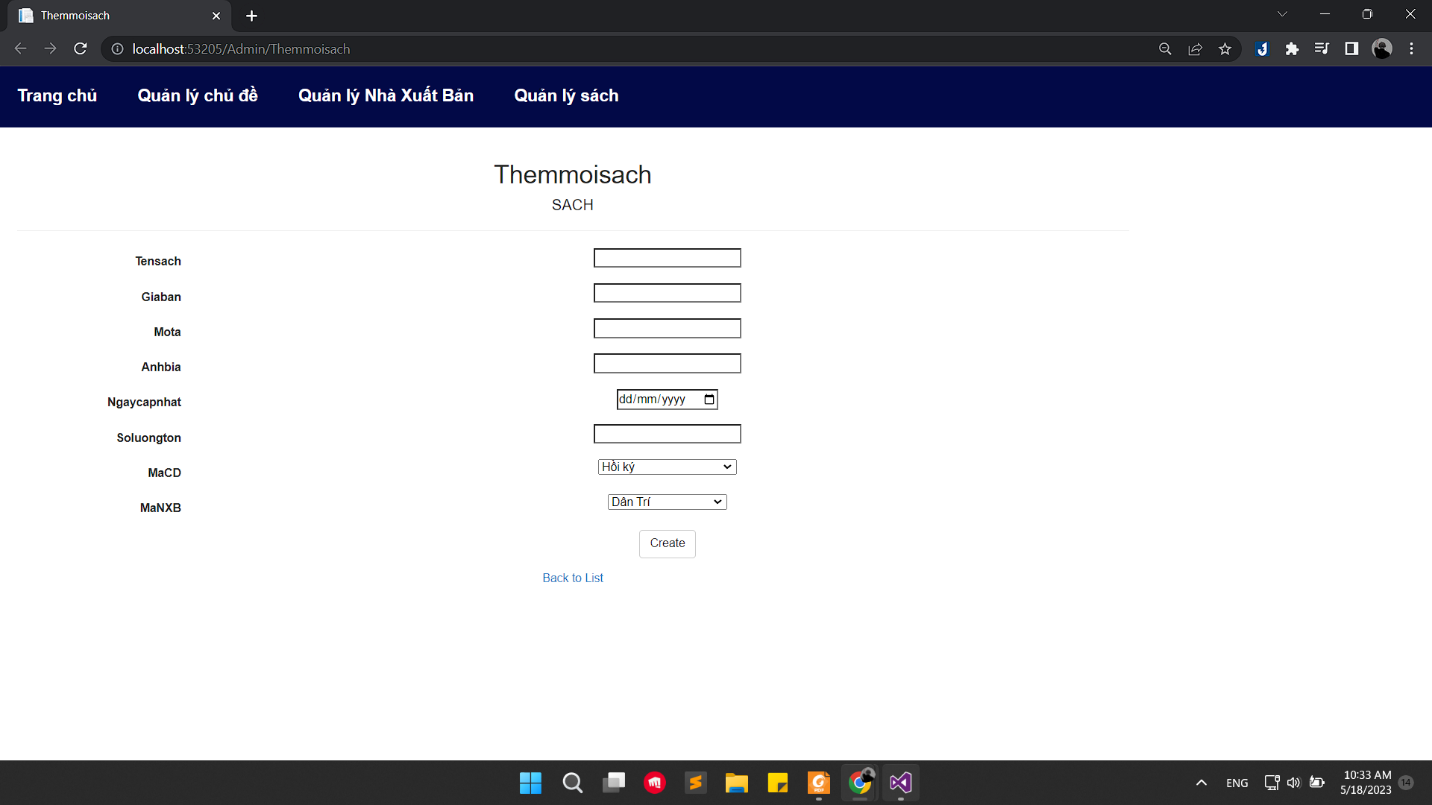 Themmoisach
localhost:53205/Admin/Themmoisach
Trang chủ Quản lý chủ đề Quản lý Nhà Xuất Bản Quản lý sách
Themmoisach
SACH
Tensach
Giaban
Mota
Anhbia
Ngaycapnhat dd/mm/yyyy
Soluongton
MaCD Hồi ký
MaNXB Dân Trí
Create
Back to List
ENG 10:33 AM 14
5/18/2023